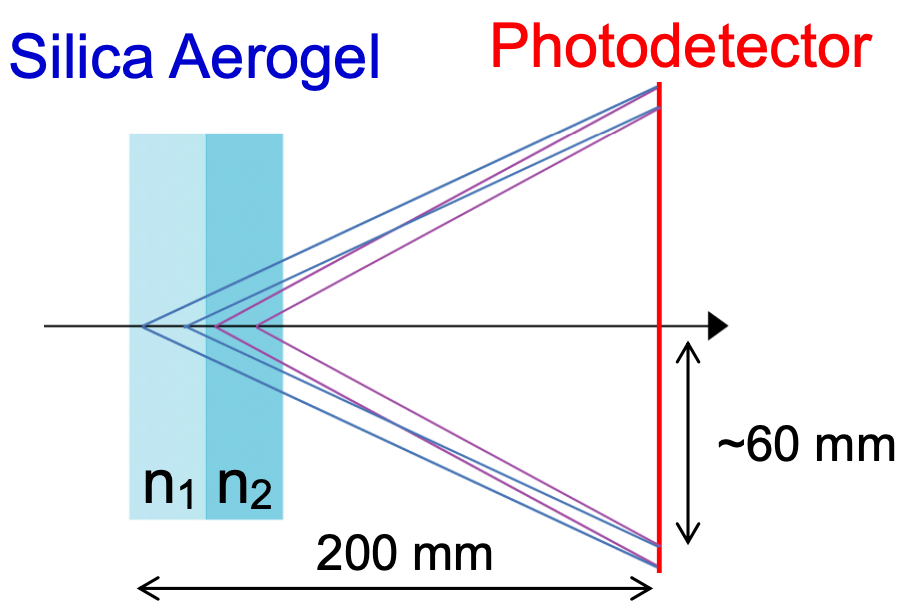 Silica Aerogel
Photodetector
n₁ n₂
~60 mm
200 mm